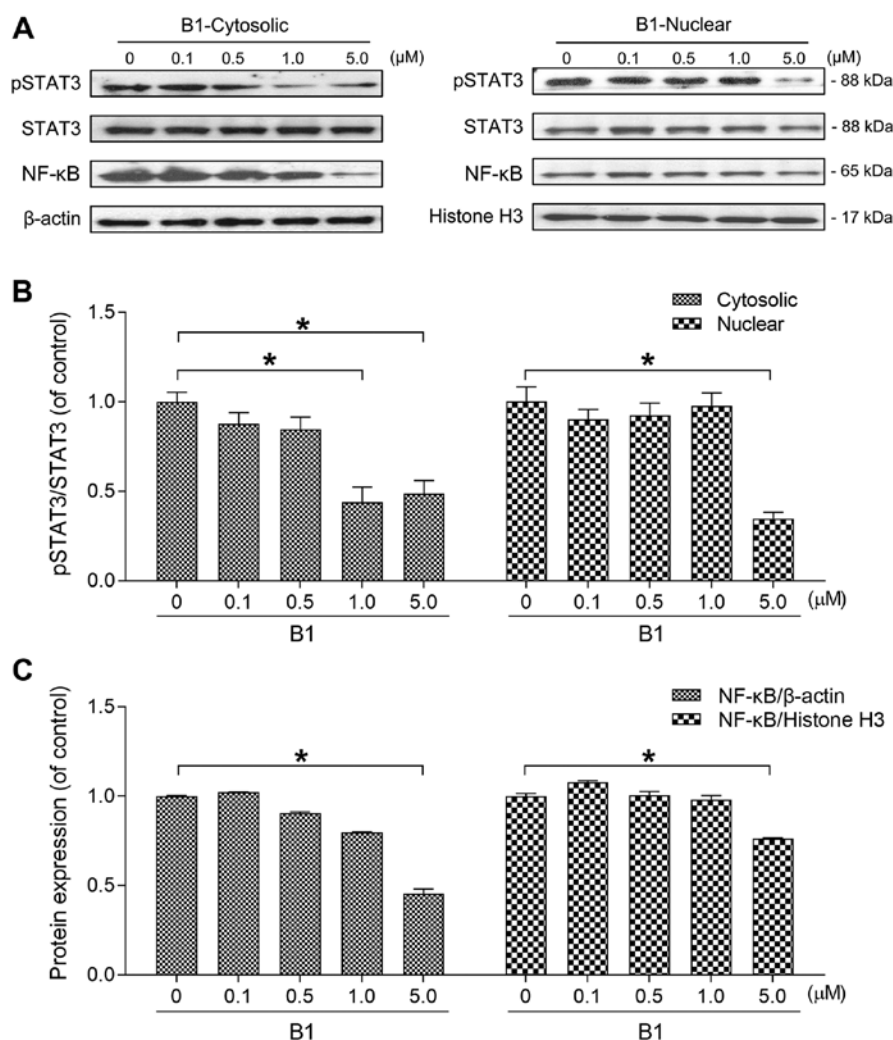 A
B1-Cytosolic
0 0.1 0.5 1.0 5.0 (μM)
pSTAT3
STAT3
NF-κB
β-actin
B1-Nuclear
0 0.1 0.5 1.0 5.0 (μM)
pSTAT3 - 88 kDa
STAT3 - 88 kDa
NF-κB - 65 kDa
Histone H3 - 17 kDa
B
pSTAT3/STAT3 (of control)
1.5
1.0
0.5
0.0
Cytosolic
Nuclear
*
*
*
0 0.1 0.5 1.0 5.0 0 0.1 0.5 1.0 5.0 (μM)
B1 B1
C
Protein expression (of control)
1.5
1.0
0.5
0.0
NF-κB/β-actin
NF-κB/Histone H3
*
*
0 0.1 0.5 1.0 5.0 0 0.1 0.5 1.0 5.0 (μM)
B1 B1